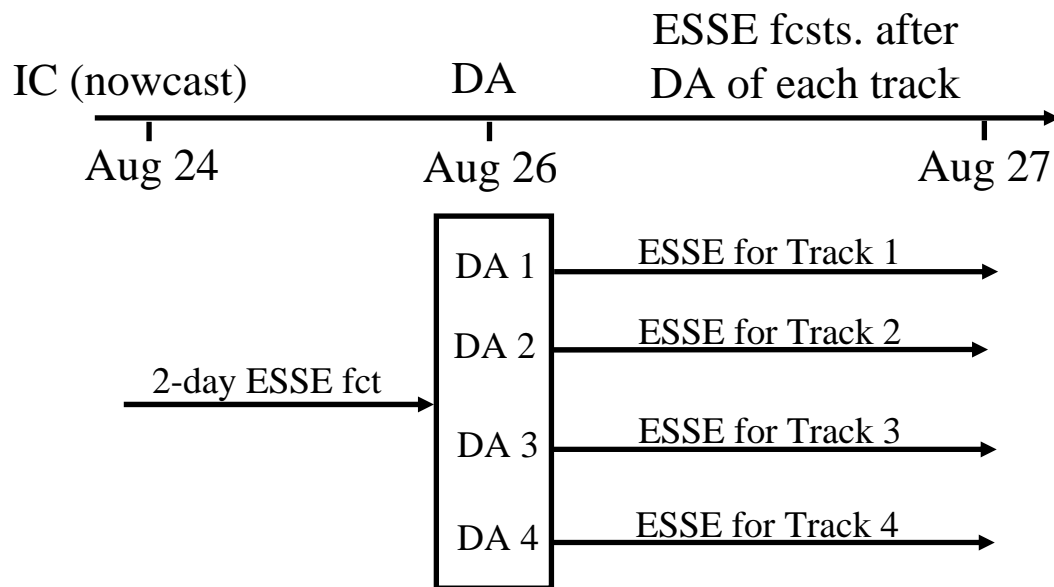 ESSE fcsts. after
IC (nowcast) DA DA of each track
Aug 24 Aug 26 Aug 27
DA 1 ESSE for Track 1
DA 2 ESSE for Track 2
2-day ESSE fct
DA 3 ESSE for Track 3
DA 4 ESSE for Track 4